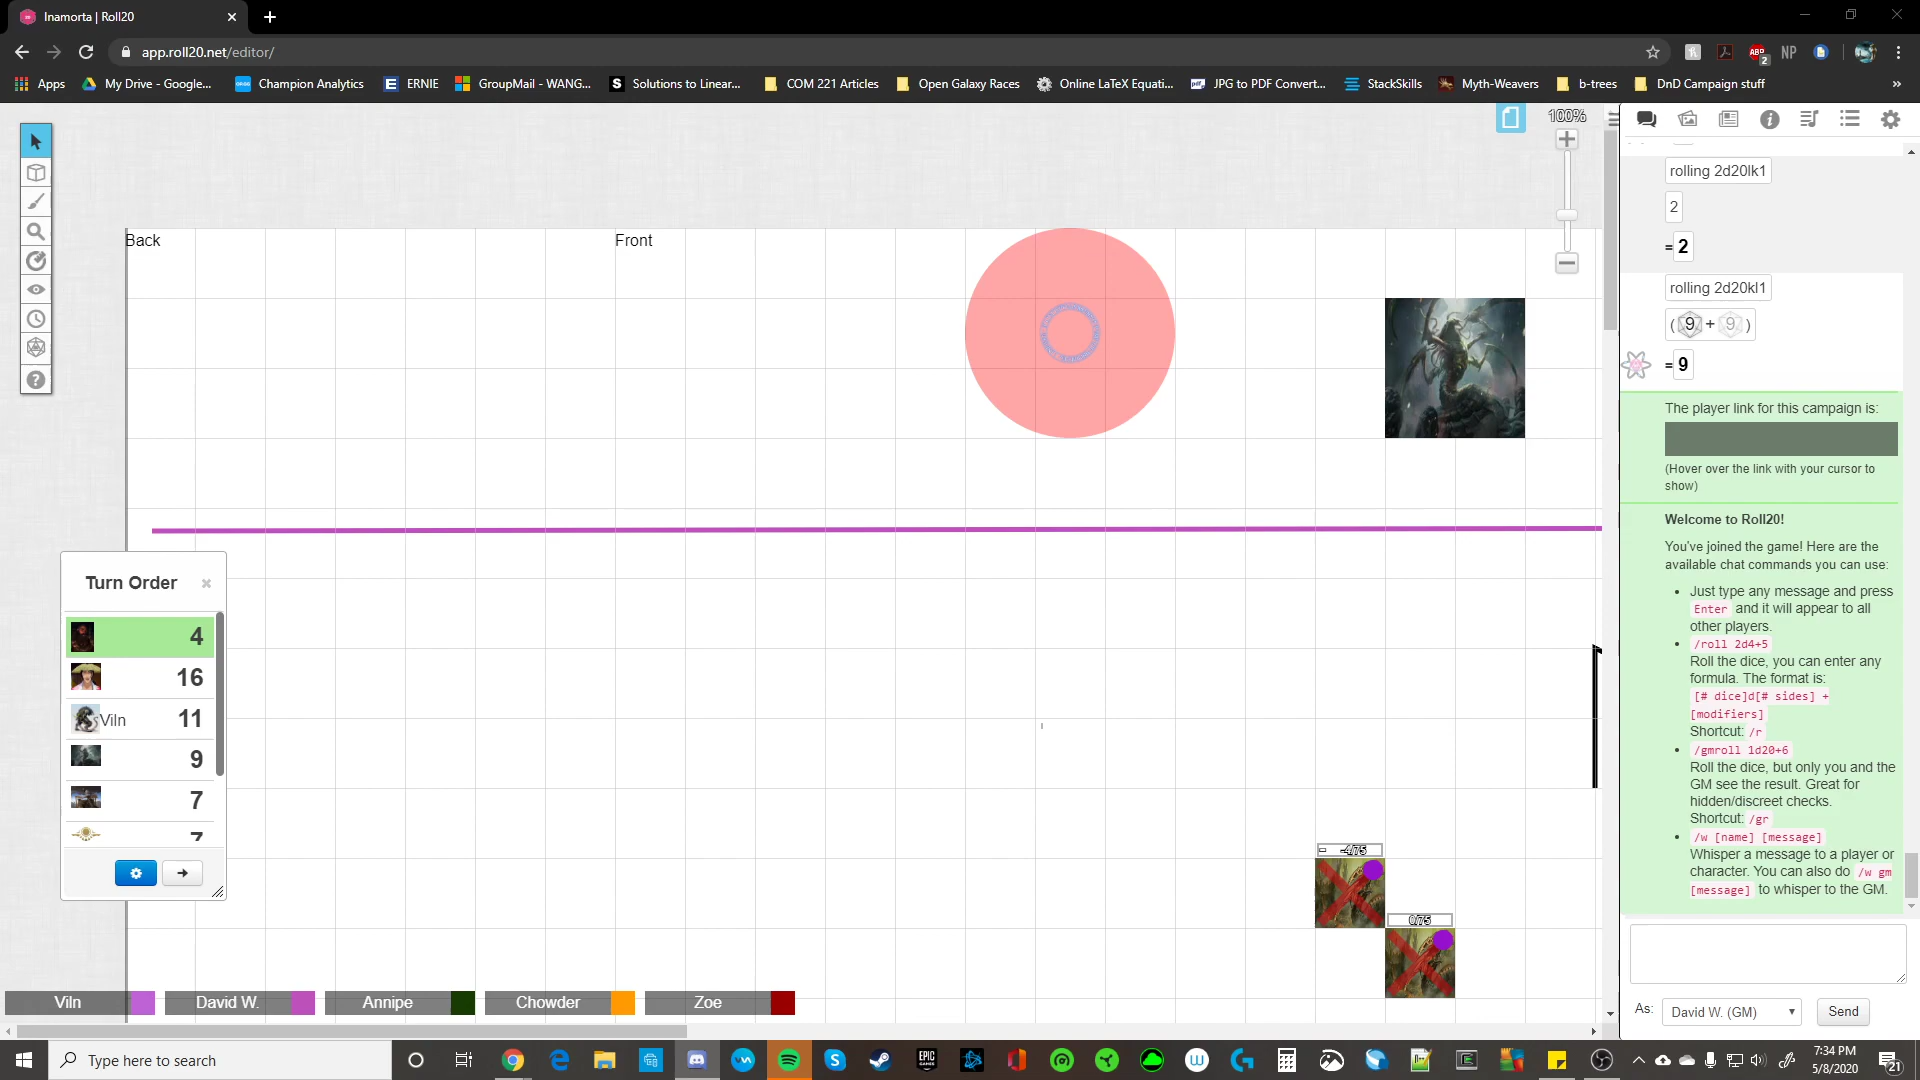 Inamorta | Roll20
app.roll20.net/editor/
Apps
My Drive - Google...
Champion Analytics
ERNIE
GroupMail - WANG...
Solutions to Linear...
COM 221 Articles
Open Galaxy Races
Online LaTeX Equati...
JPG to PDF Convert...
StackSkills
Myth-Weavers
b-trees
DnD Campaign stuff
»
ABP
2
NP
100%
Back
Front
Turn Order
4
16
Viln
11
9
7
7
-4/75
0/75
Viln
David W.
Annipe
Chowder
Zoe
rolling 2d20lk1
2
=2
rolling 2d20kl1
(9+9)
=9
The player link for this campaign is:
(Hover over the link with your cursor to
show)
Welcome to Roll20!
You've joined the game! Here are the
available chat commands you can use:
• Just type any message and press
Enter and it will appear to all
other players.
• /roll 2d4+5
Roll the dice, you can enter any
formula. The format is:
[# dice]d[# sides] +
[modifiers]
Shortcut: /r
• /gmroll 1d20+6
Roll the dice, but only you and the
GM see the result. Great for
hidden/discreet checks.
Shortcut: /gr
• /w [name] [message]
Whisper a message to a player or
character. You can also do /w gm
[message] to whisper to the GM.
As:
David W. (GM)
Send
Type here to search
EPIC GAMES
7:34 PM
5/8/2020
21